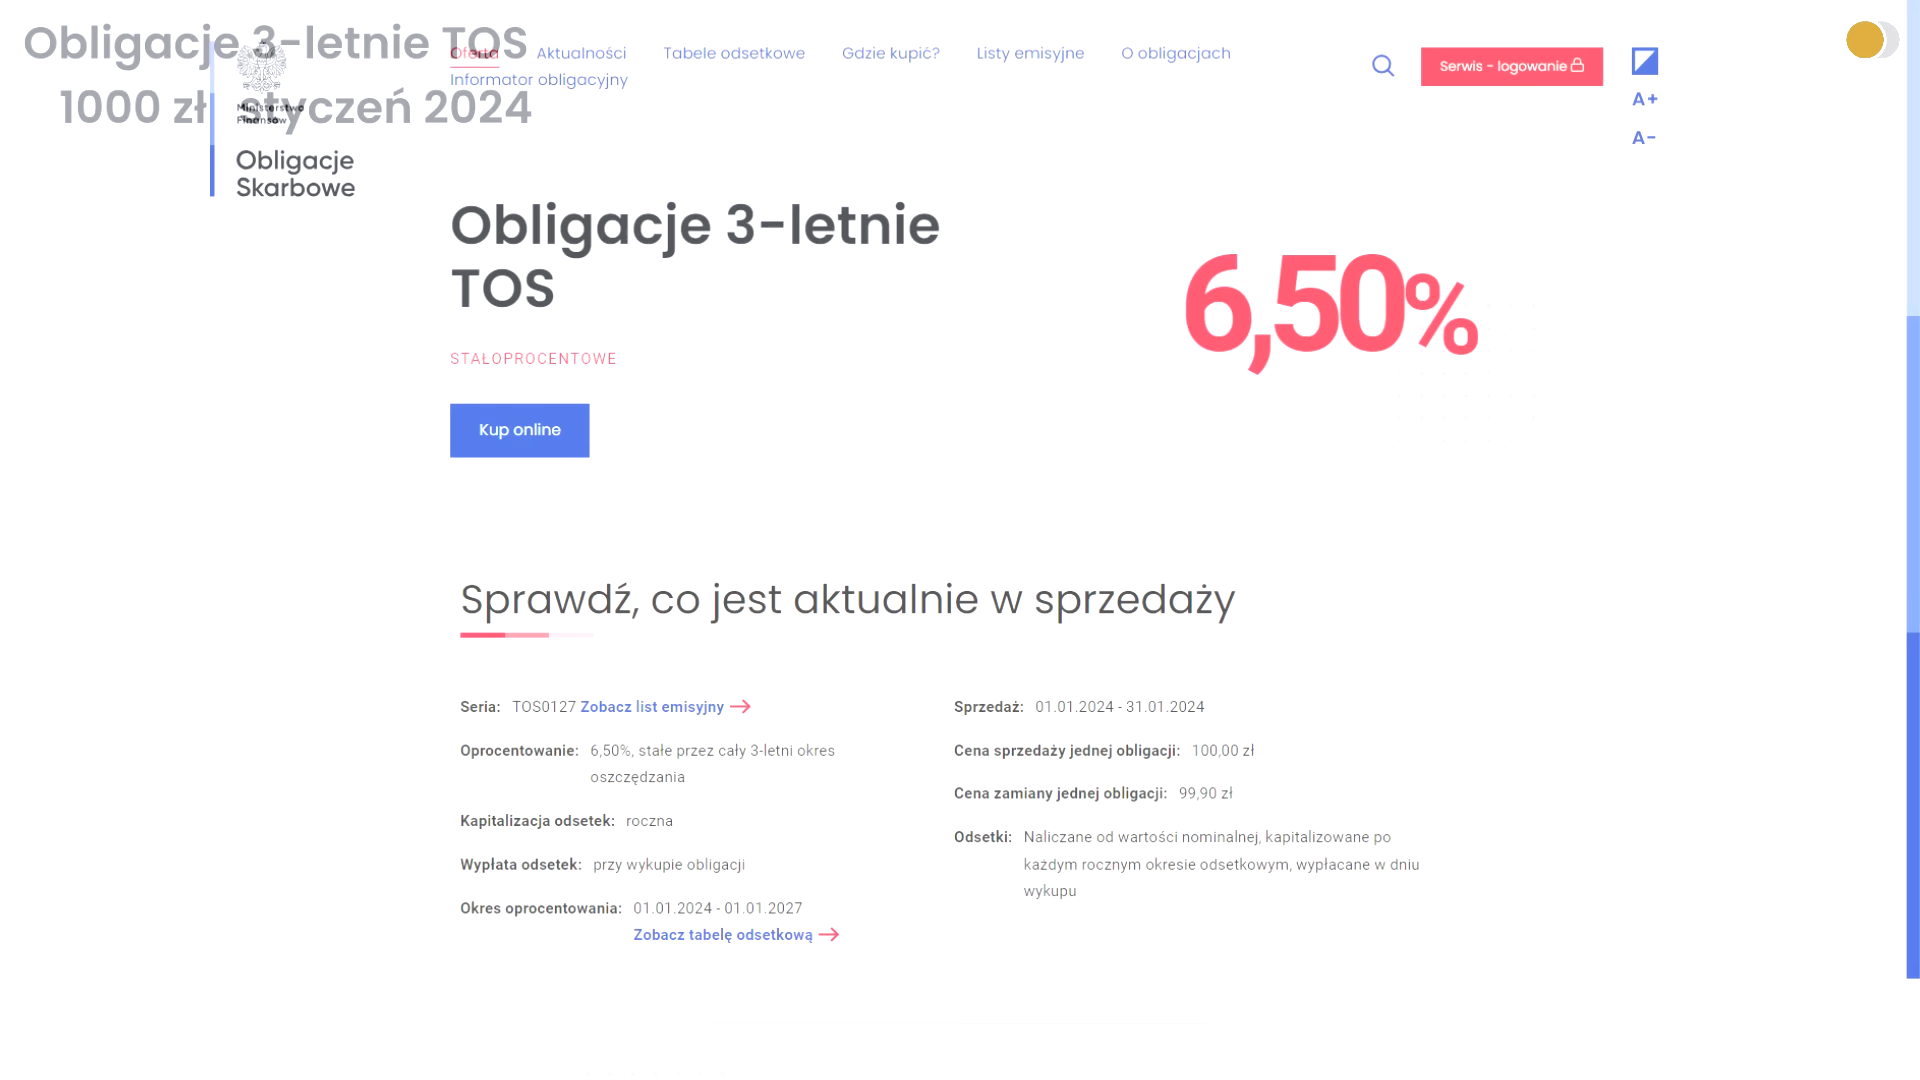 Obligacje 3-letnie TOS
1000 zł styczeń 2024
Oferta Aktualności Tabele odsetkowe Gdzie kupić? Listy emisyjne O obligacjach
Informator obligacyjny
Serwis - logowanie
A+
A-
Ministerstwo
Finansów
Obligacje
Skarbowe
Obligacje 3-letnie
TOS
6,50%
STAŁOPROCENTOWE
Kup online
Sprawdź, co jest aktualnie w sprzedaży
Seria: TOS0127 Zobacz list emisyjny
Oprocentowanie: 6,50%, stałe przez cały 3-letni okres
oszczędzania
Kapitalizacja odsetek: roczna
Wypłata odsetek: przy wykupie obligacji
Okres oprocentowania: 01.01.2024 - 01.01.2027
Zobacz tabelę odsetkową
Sprzedaż: 01.01.2024 - 31.01.2024
Cena sprzedaży jednej obligacji: 100,00 zł
Cena zamiany jednej obligacji: 99,90 zł
Odsetki: Naliczane od wartości nominalnej, kapitalizowane po
każdym rocznym okresie odsetkowym, wypłacane w dniu
wykupu